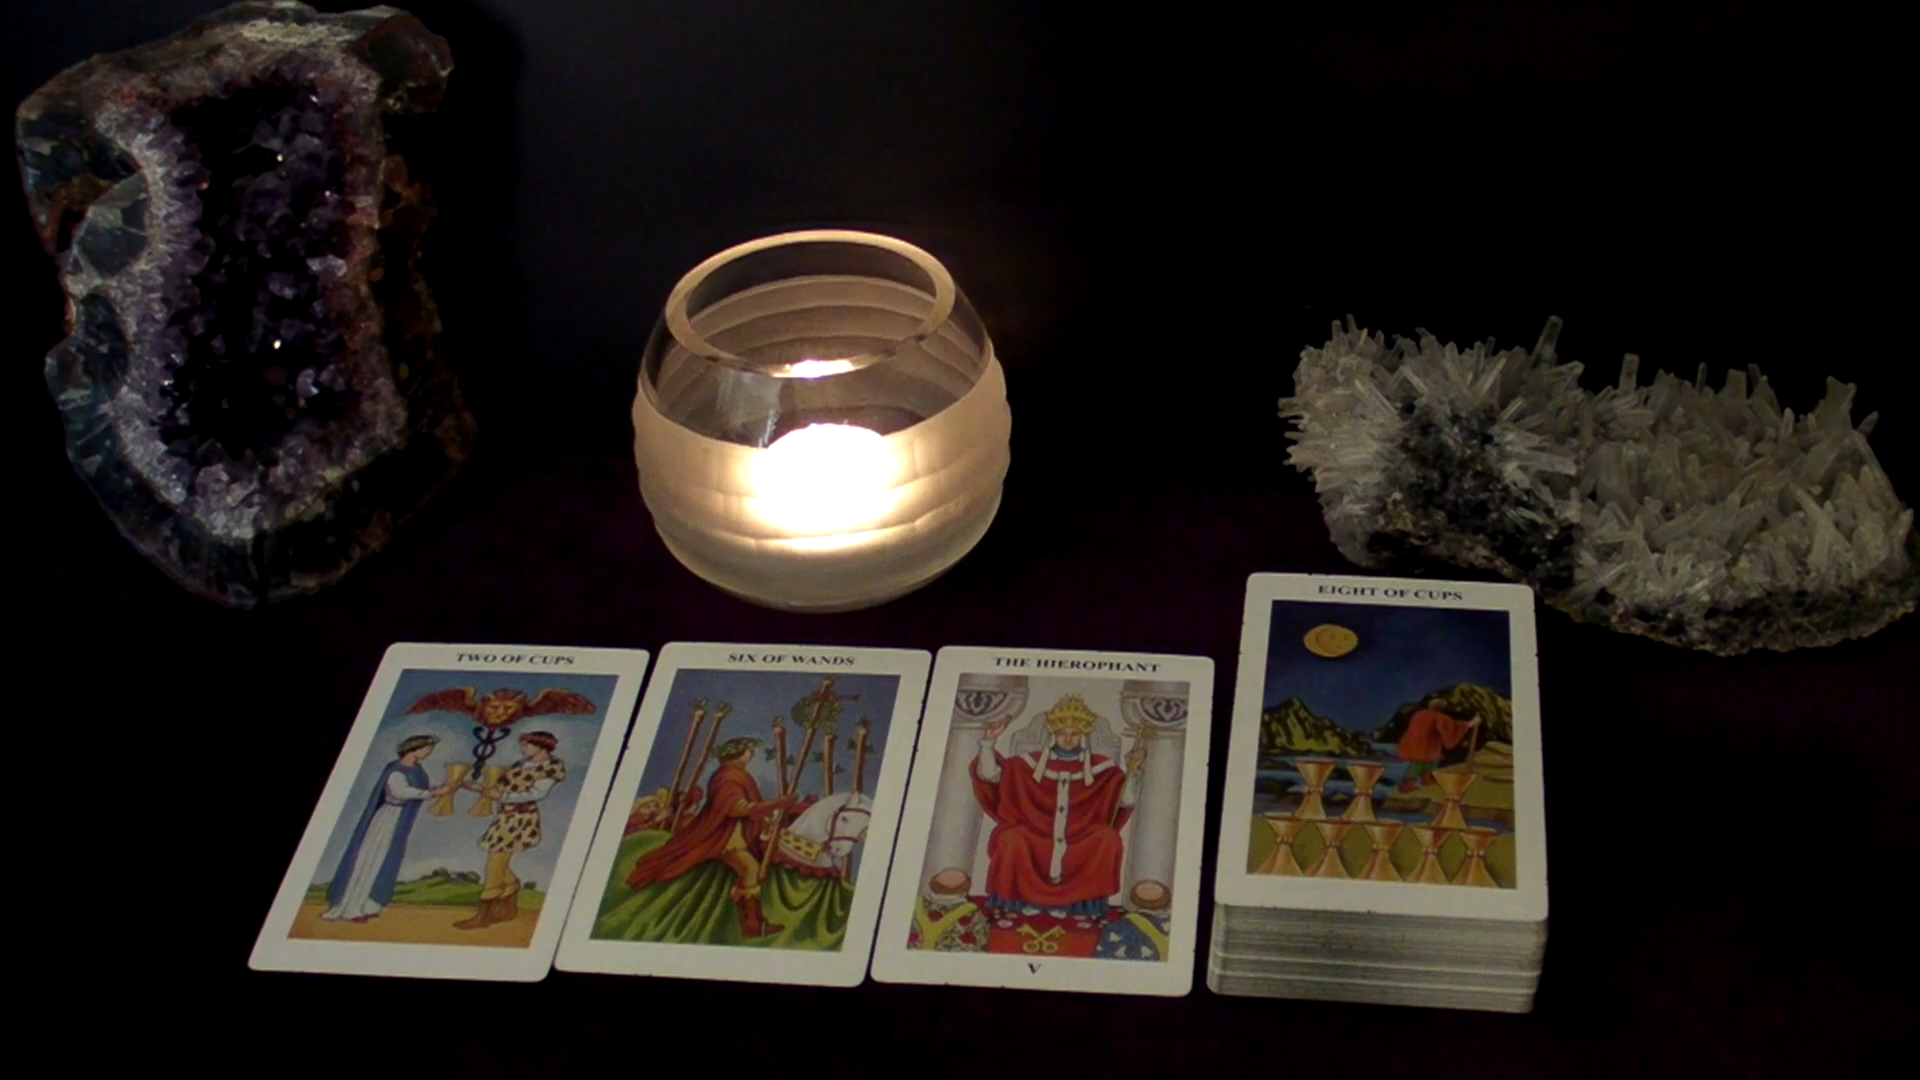 TWO OF CUPS
SIX OF WANDS
THE HIEROPHANT
V
EIGHT OF CUPS